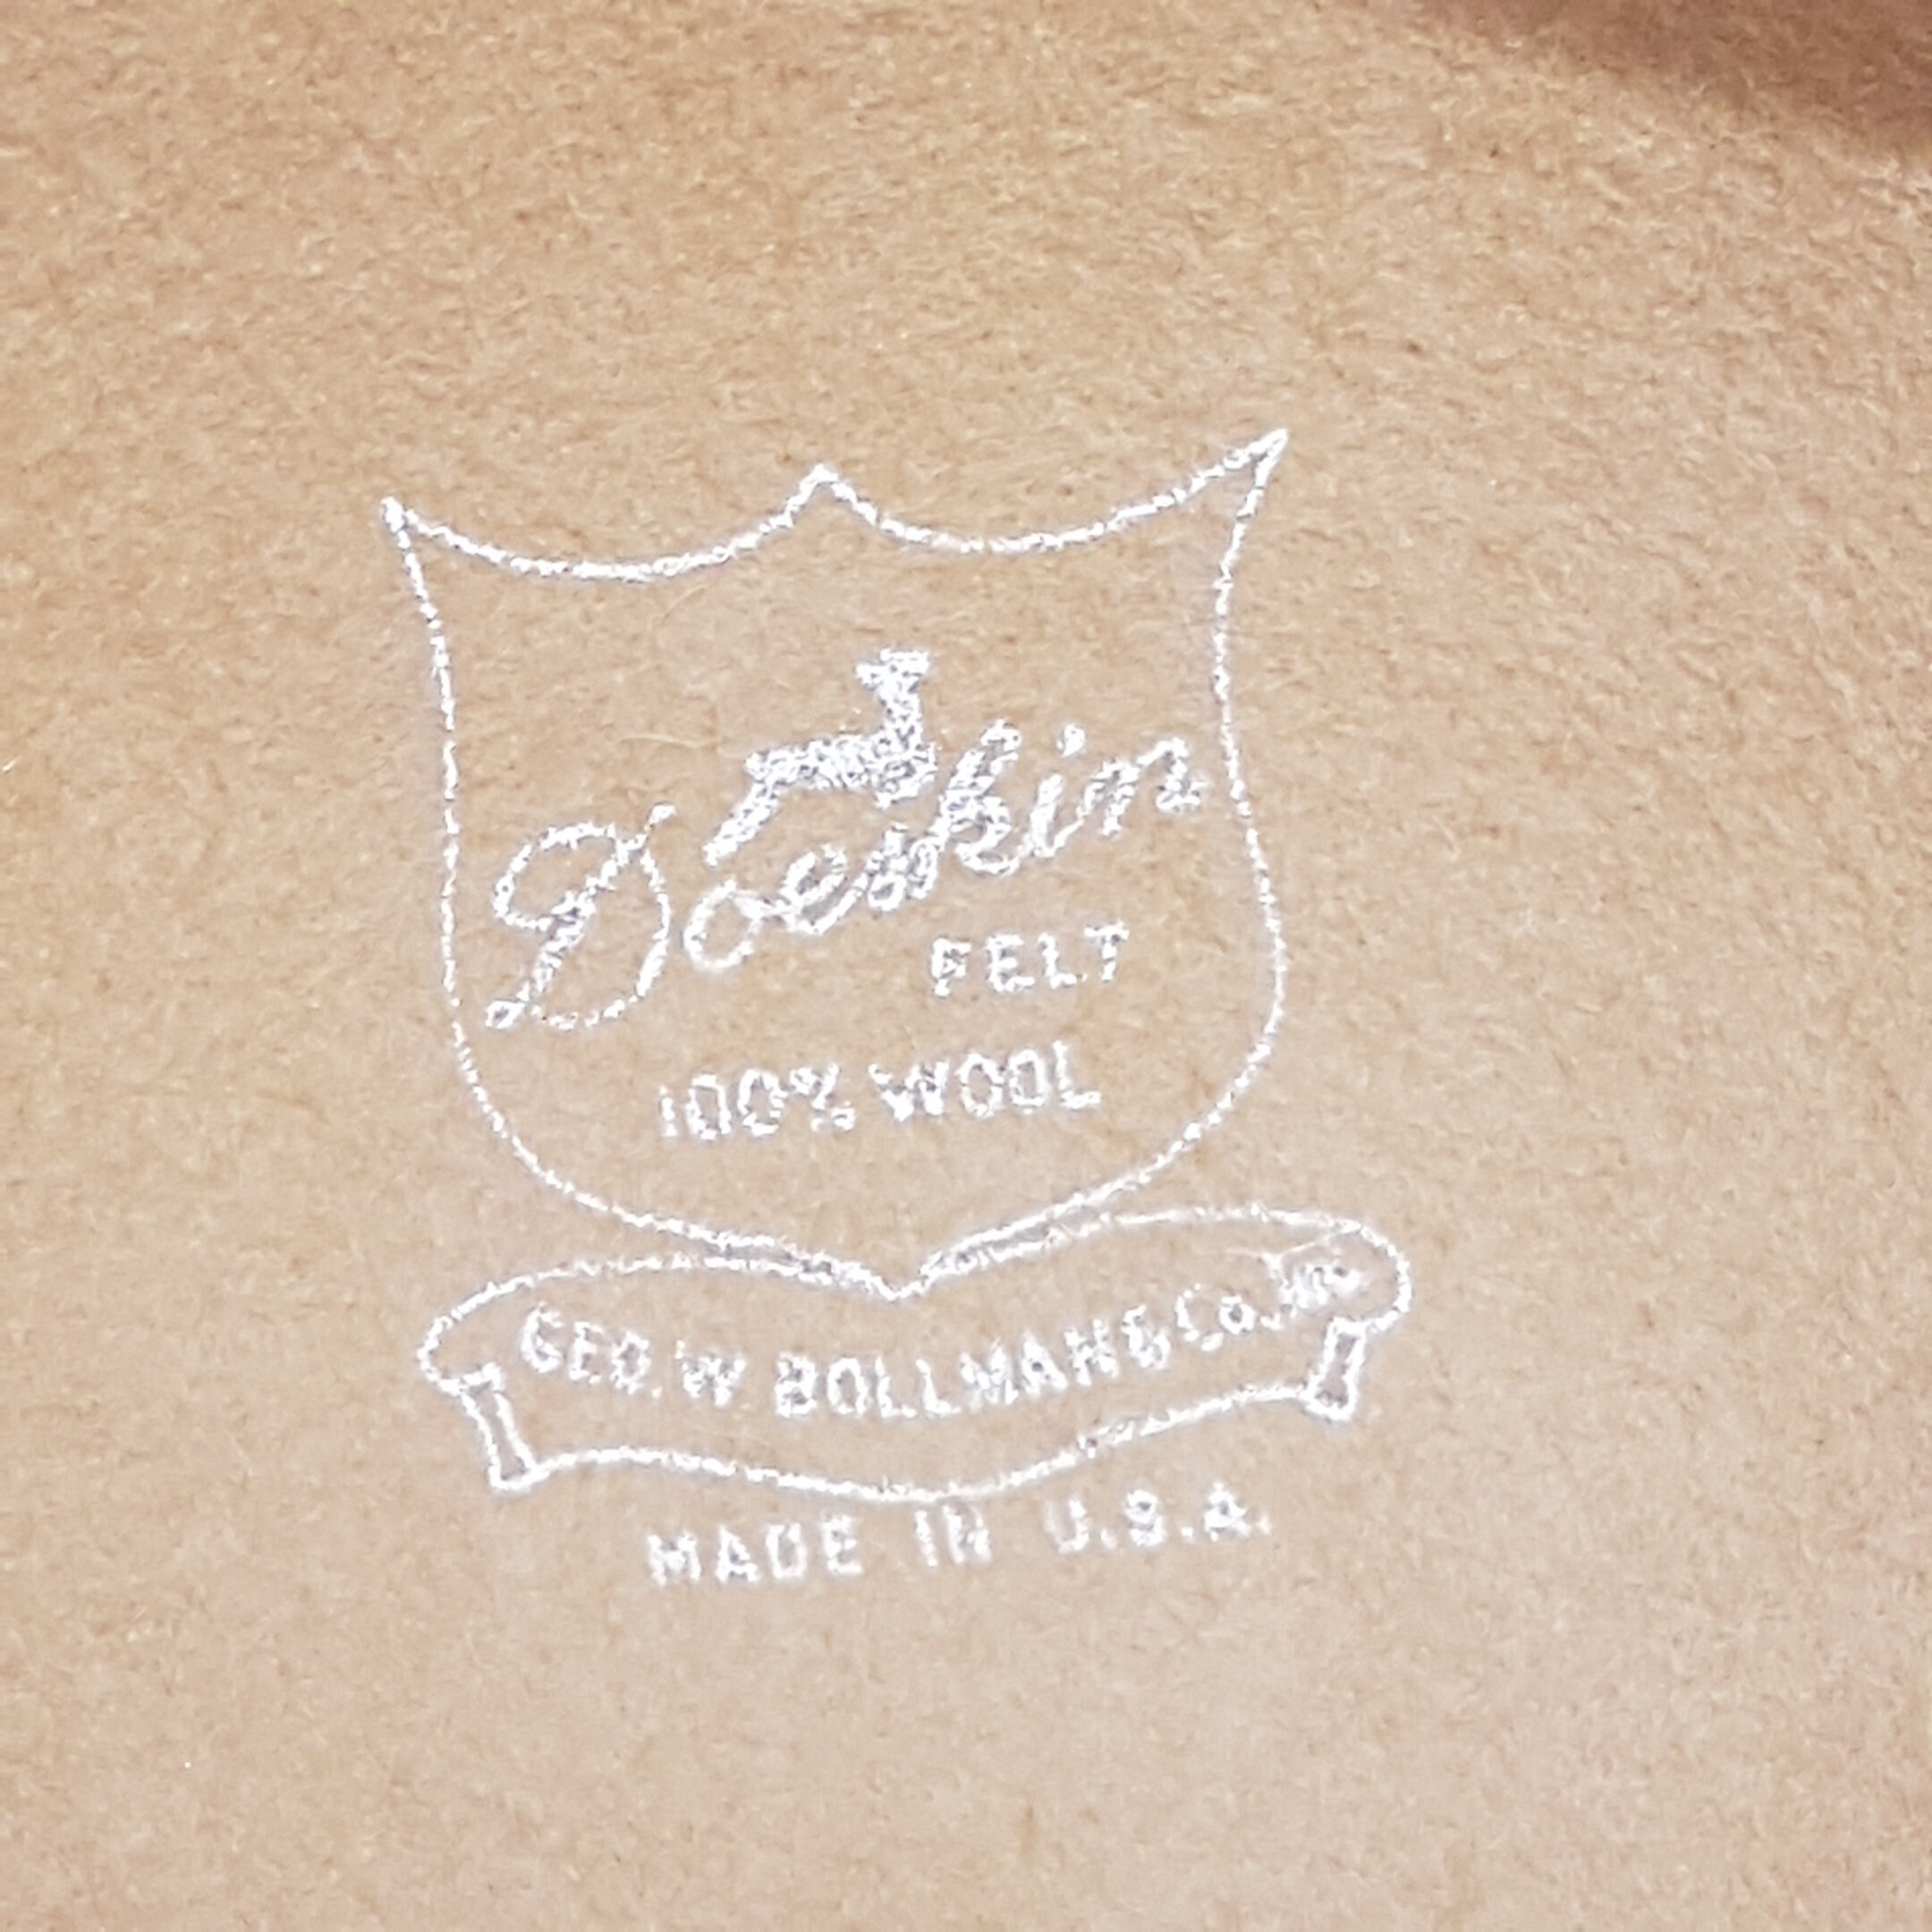 Doeskin
FELT
100% WOOL
GEO. W BOLLMAN & Co. INC
MADE IN U.S.A.